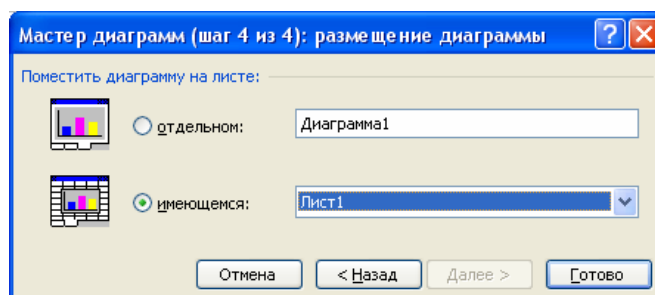 Мастер диаграмм (шаг 4 из 4): размещение диаграммы
Поместить диаграмму на листе:
отдельном: Диаграмма1
имеющемся: Лист1
Отмена < Назад Далее > Готово